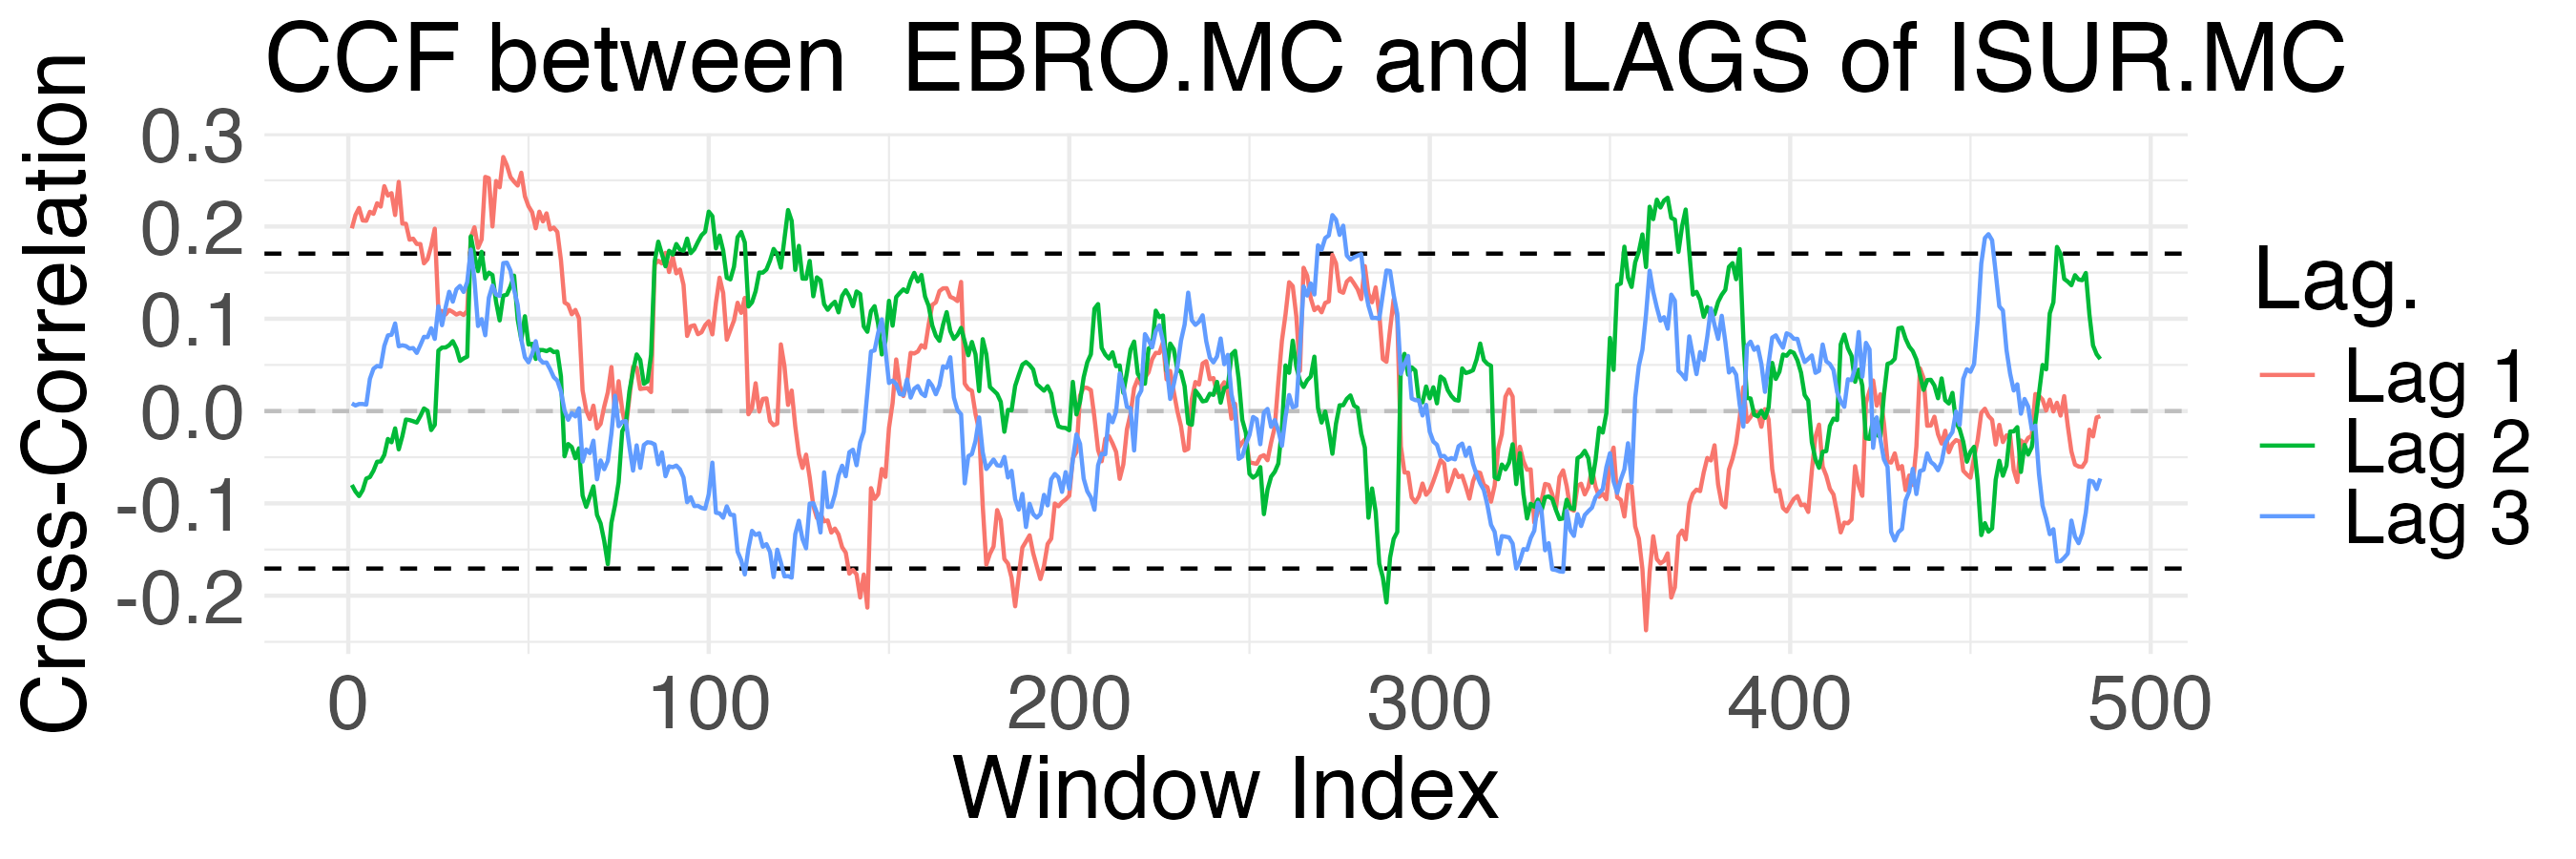 CCF between  EBRO.MC and LAGS of ISUR.MC
Cross-Correlation
0.3
0.2
0.1
0.0
-0.1
-0.2
0 100 200 300 400 500
Window Index
Lag.
Lag 1
Lag 2
Lag 3